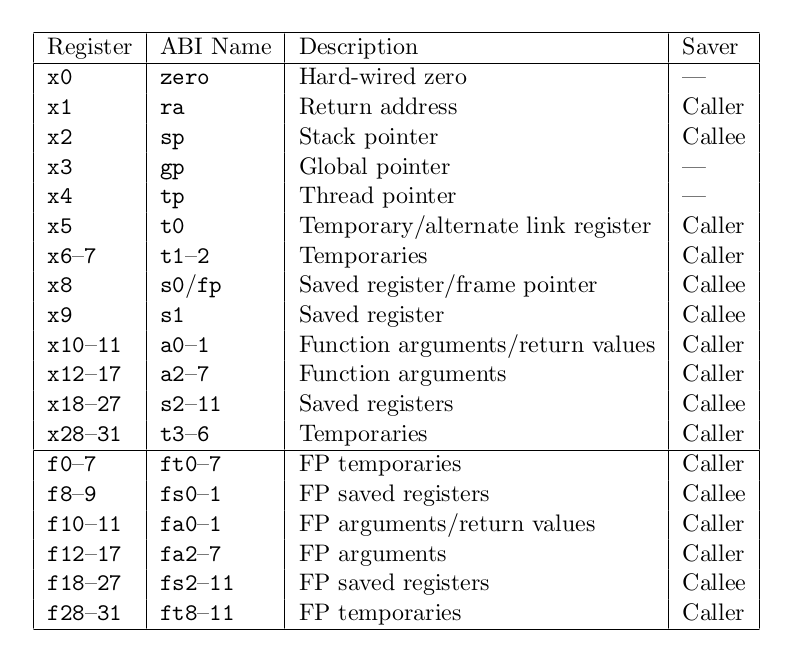 Register ABI Name Description Saver
x0 zero Hard-wired zero —
x1 ra Return address Caller
x2 sp Stack pointer Callee
x3 gp Global pointer —
x4 tp Thread pointer —
x5 t0 Temporary/alternate link register Caller
x6–7 t1–2 Temporaries Caller
x8 s0/fp Saved register/frame pointer Callee
x9 s1 Saved register Callee
x10–11 a0–1 Function arguments/return values Caller
x12–17 a2–7 Function arguments Caller
x18–27 s2–11 Saved registers Callee
x28–31 t3–6 Temporaries Caller
f0–7 ft0–7 FP temporaries Caller
f8–9 fs0–1 FP saved registers Callee
f10–11 fa0–1 FP arguments/return values Caller
f12–17 fa2–7 FP arguments Caller
f18–27 fs2–11 FP saved registers Callee
f28–31 ft8–11 FP temporaries Caller